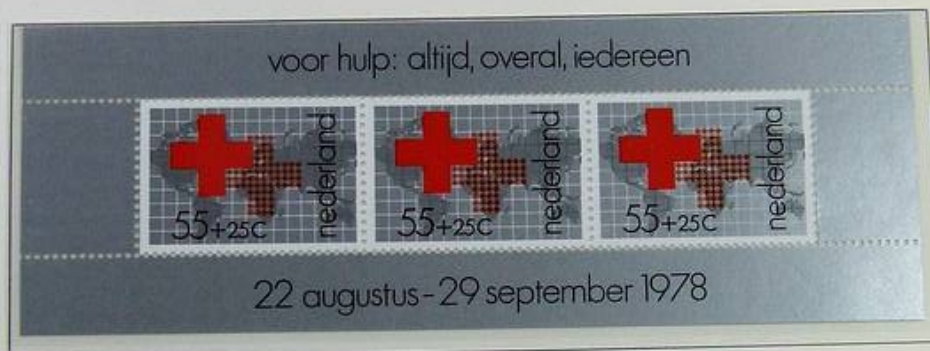 voor hulp: altijd, overal, iedereen
55+25c nederland
55+25c nederland
55+25c nederland
22 augustus-29 september 1978